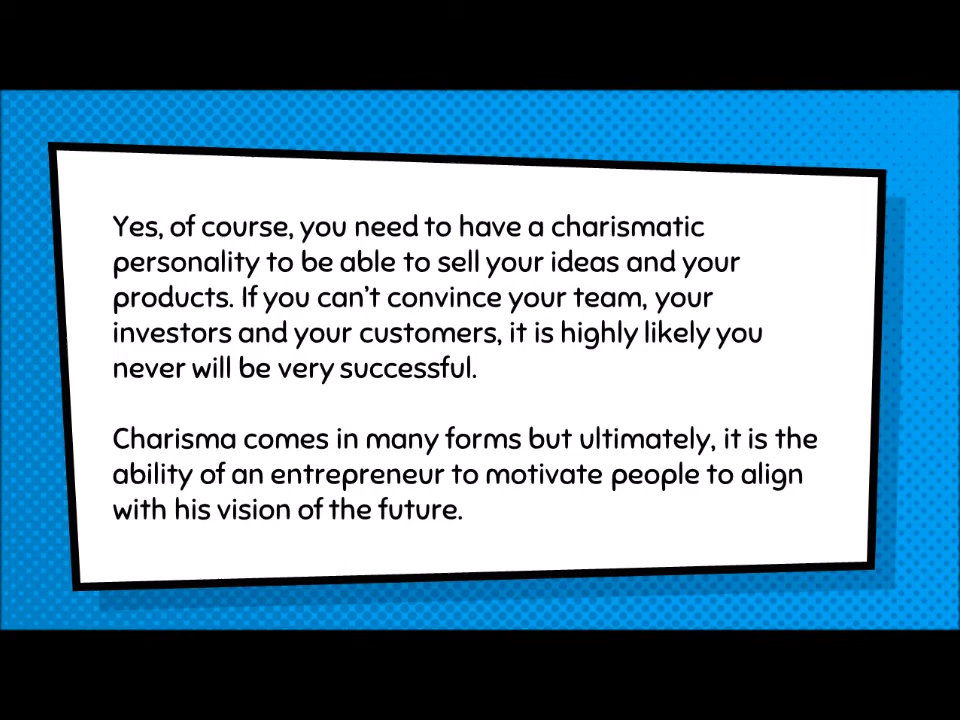 Yes, of course, you need to have a charismatic
personality to be able to sell your ideas and your
products. If you can't convince your team, your
investors and your customers, it is highly likely you
never will be very successful.
Charisma comes in many forms but ultimately, it is the
ability of an entrepreneur to motivate people to align
with his vision of the future.